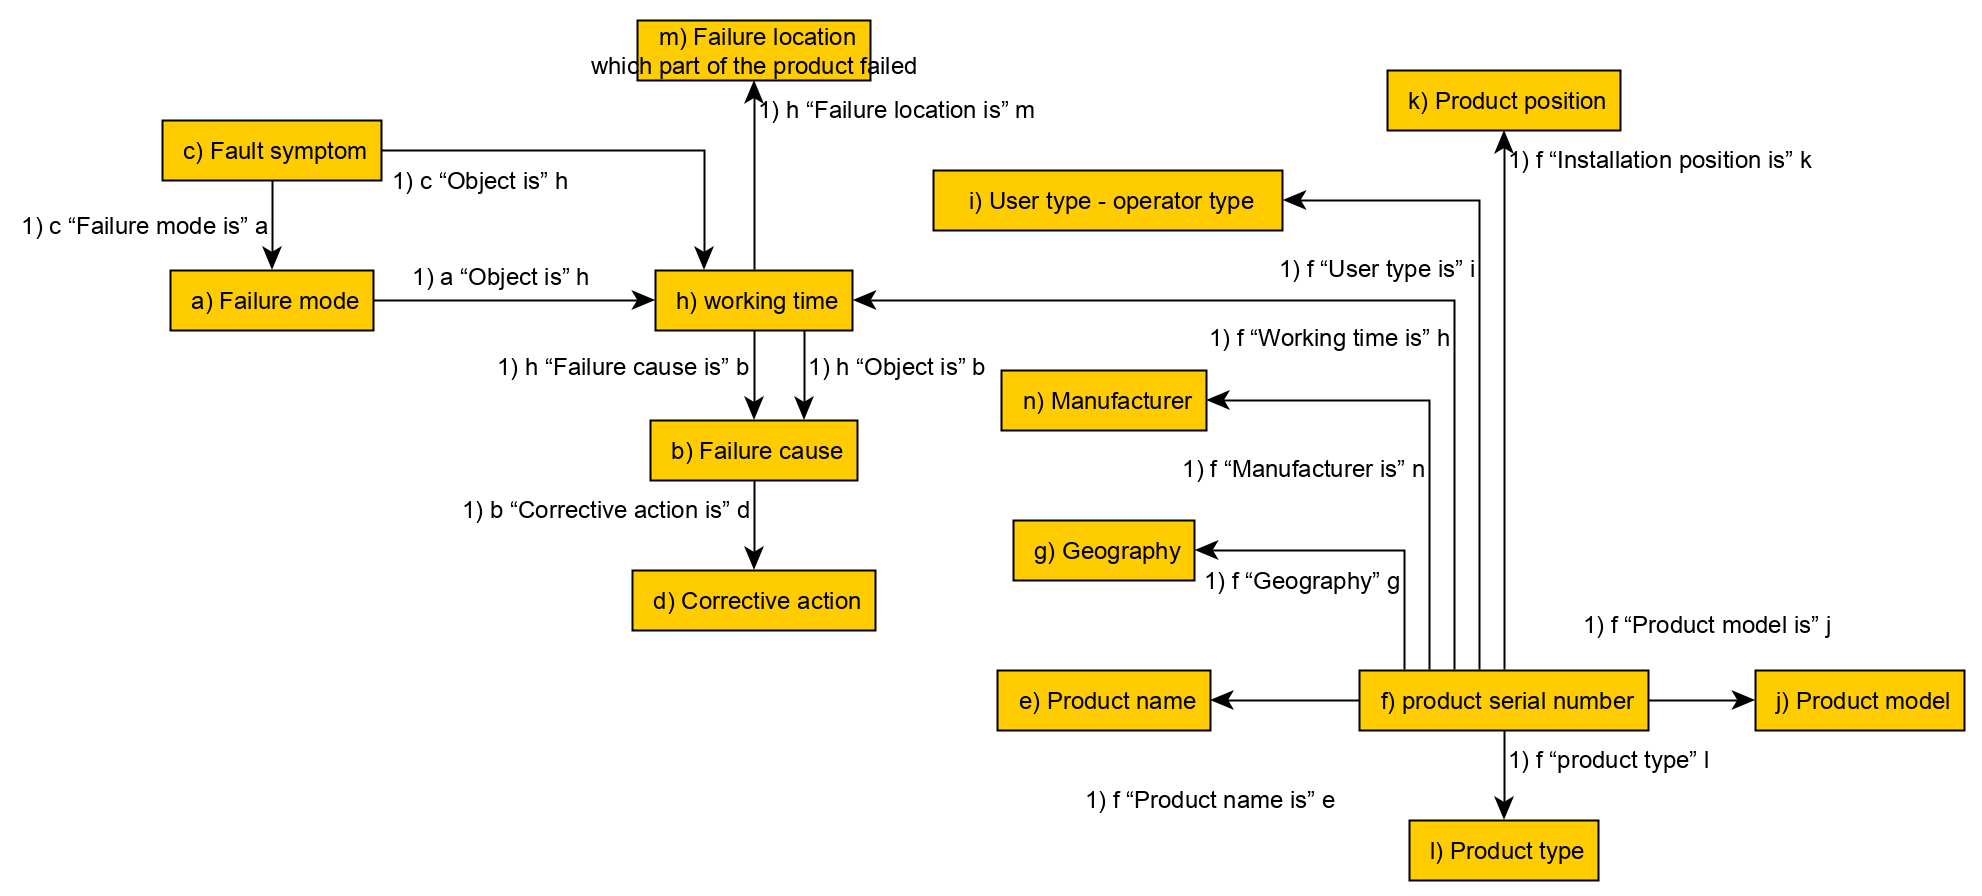 m) Failure location
which part of the product failed
1) h “Failure location is” m
k) Product position
c) Fault symptom
1) f “Installation position is” k
1) c “Object is” h
i) User type - operator type
1) c “Failure mode is” a
1) f “User type is” i
1) a “Object is” h
a) Failure mode
h) working time
1) f “Working time is” h
1) h “Failure cause is” b
1) h “Object is” b
n) Manufacturer
b) Failure cause
1) f “Manufacturer is” n
1) b “Corrective action is” d
g) Geography
1) f “Geography” g
d) Corrective action
1) f “Product model is” j
e) Product name
f) product serial number
j) Product model
1) f “product type” l
1) f “Product name is” e
l) Product type